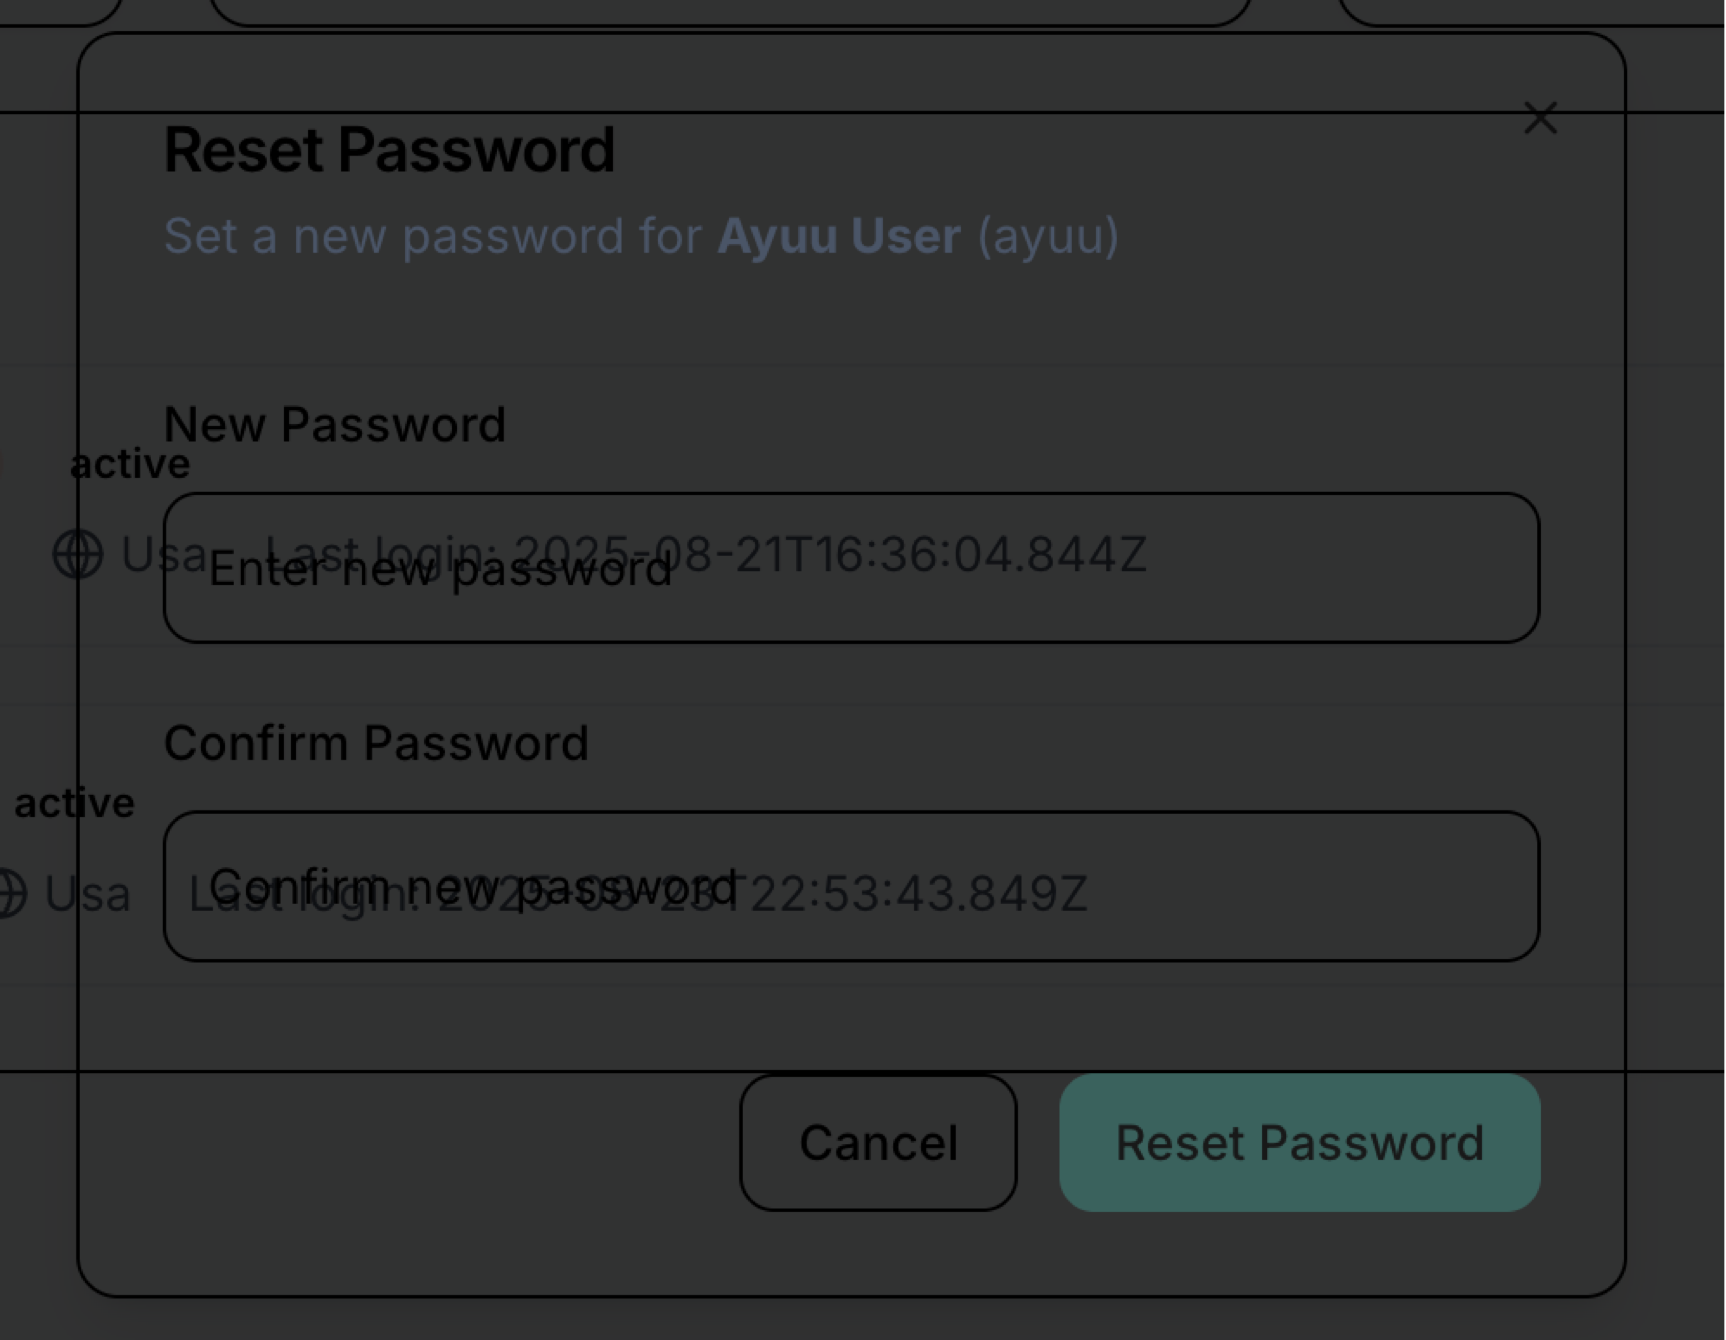 Reset Password
Set a new password for Ayuu User (ayuu)
New Password
active
Usa Last login: 2025-08-21T16:36:04.844Z
Enter new password
Confirm Password
active
Usa Last login: 2025-08-23T22:53:43.849Z
Confirm new password
Cancel
Reset Password